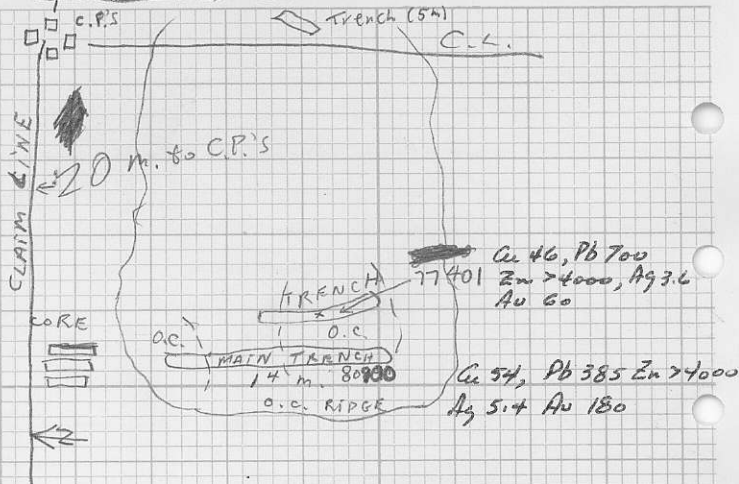 C.P.'S
Trench (5m)
C.L.
CLAIM LINE
20 m. to C.P.'S
Cu 46, Pb 700
77401
Zn >4000, Ag 3.6
Au 60
TRENCH
x
CORE
O.C.
O.C.
MAIN TRENCH
14 m.
Cu 54, Pb 385 Zn >4000
Ag 5.4 Au 180
O.C. RIDGE